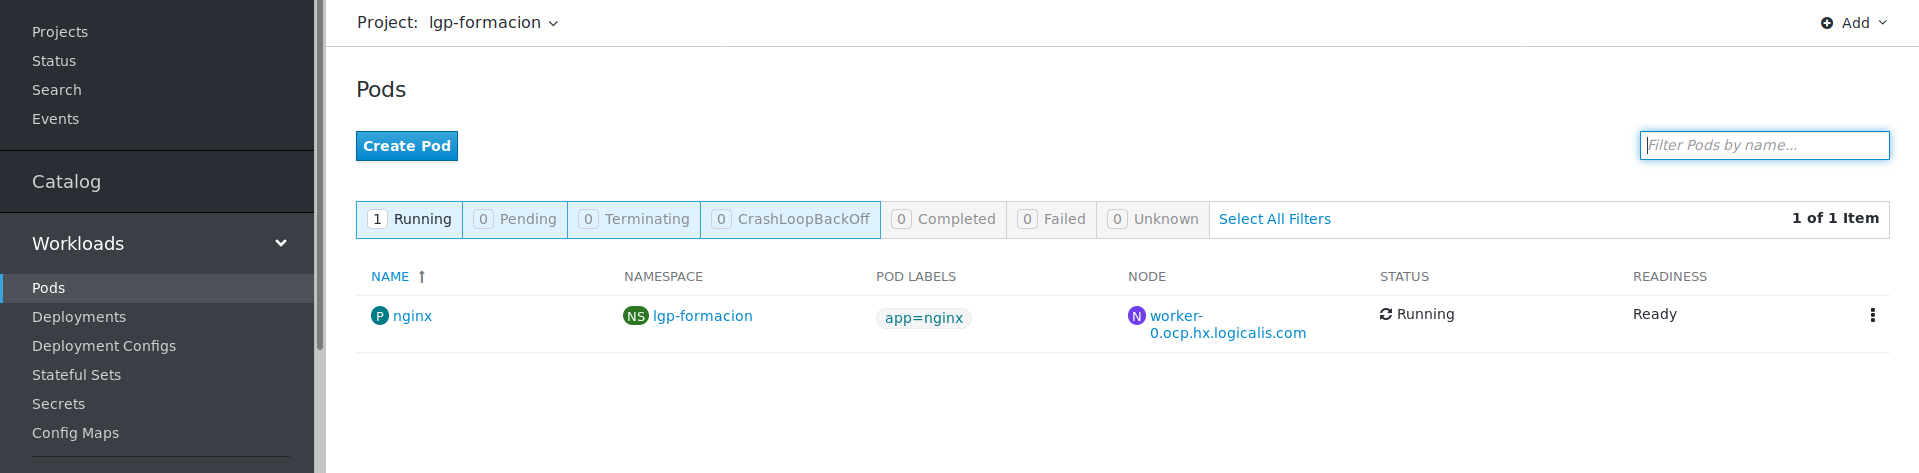 Projects
Status
Search
Events
Catalog
Workloads
Pods
Deployments
Deployment Configs
Stateful Sets
Secrets
Config Maps
Project: lgp-formacion
Add
Pods
Create Pod
Filter Pods by name...
1 Running 0 Pending 0 Terminating 0 CrashLoopBackOff 0 Completed 0 Failed 0 Unknown Select All Filters 1 of 1 Item
NAME NAMESPACE POD LABELS NODE STATUS READINESS
P nginx NS lgp-formacion app=nginx N worker- Running Ready
0.ocp.hx.logicalis.com